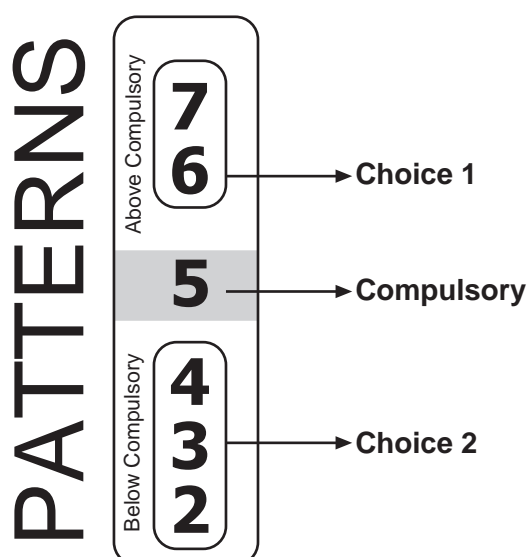 PATTERNS
Above Compulsory
7
6
Choice 1
5
Compulsory
Below Compulsory
4
3
2
Choice 2